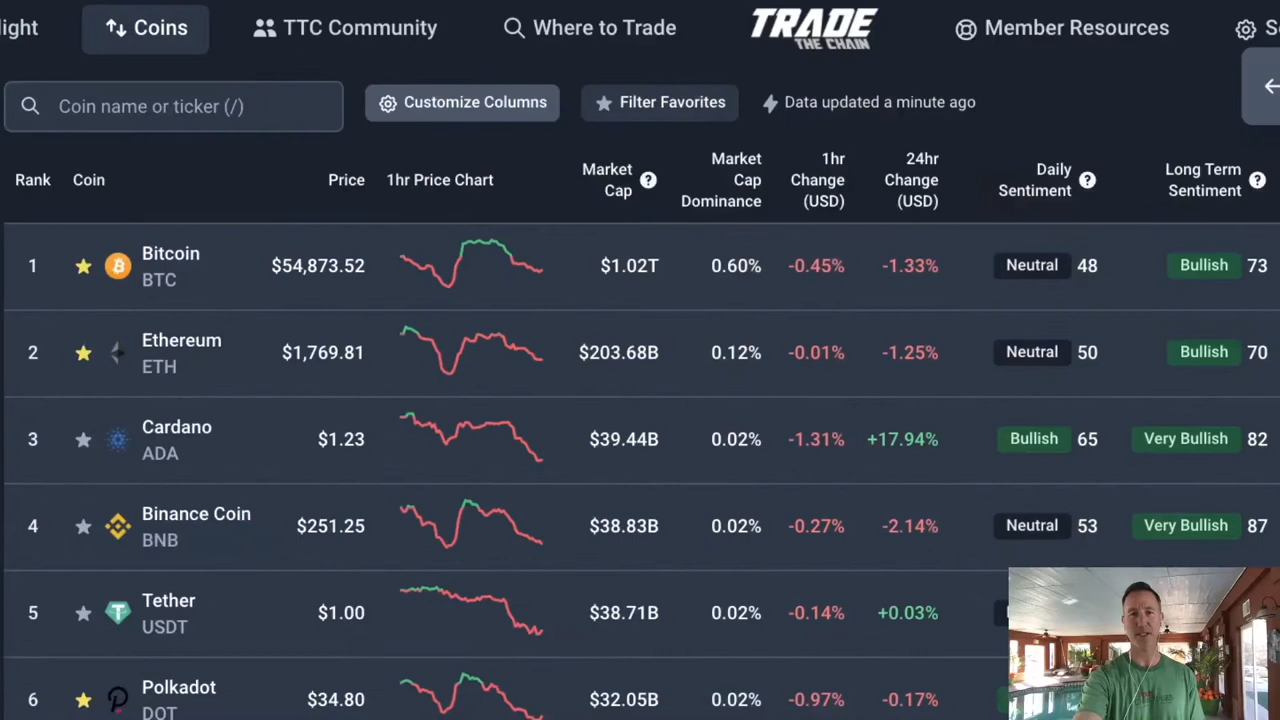 light
Coins
TTC Community
Where to Trade
TRADE
THE CHAIN
Member Resources
Coin name or ticker (/)
Customize Columns
Filter Favorites
Data updated a minute ago
Rank
Coin
Price
1hr Price Chart
Market
Cap
?
Market
Cap
Dominance
1hr
Change
(USD)
24hr
Change
(USD)
Daily
Sentiment
?
Long Term
Sentiment
?
1
Bitcoin
BTC
$54,873.52
$1.02T
0.60%
-0.45%
-1.33%
Neutral
48
Bullish
73
2
Ethereum
ETH
$1,769.81
$203.68B
0.12%
-0.01%
-1.25%
Neutral
50
Bullish
70
3
Cardano
ADA
$1.23
$39.44B
0.02%
-1.31%
+17.94%
Bullish
65
Very Bullish
82
4
Binance Coin
BNB
$251.25
$38.83B
0.02%
-0.27%
-2.14%
Neutral
53
Very Bullish
87
5
Tether
USDT
$1.00
$38.71B
0.02%
-0.14%
+0.03%
6
Polkadot
DOT
$34.80
$32.05B
0.02%
-0.97%
-0.17%